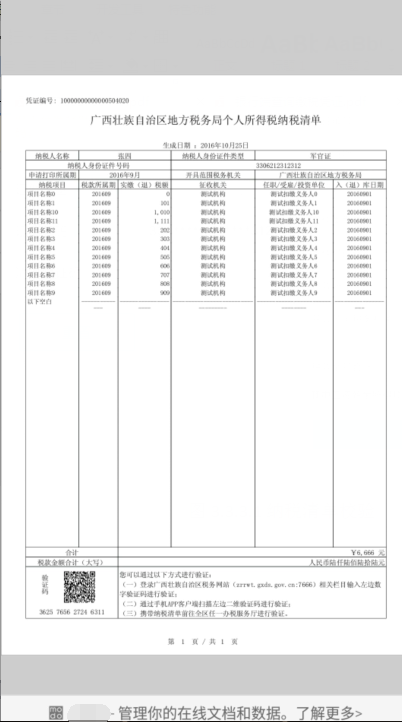 凭证编号: 10000000000000504020
广西壮族自治区地方税务局个人所得税纳税清单
生成日期 : 2016年10月25日
纳税人名称 张四 纳税人身份证件类型 军官证
纳税人身份证件号码 3306212312312
申请打印所属期 2016年9月 开具范围税务机关 广西壮族自治区地方税务局
纳税项目 税款所属期 实缴（退）税额 征收机关 任职/受雇/投资单位 入（退）库日期
项目名称0 201609 0 测试机构 测试扣缴义务人0 20160901
项目名称1 201609 101 测试机构 测试扣缴义务人1 20160901
项目名称10 201609 1,010 测试机构 测试扣缴义务人10 20160901
项目名称11 201609 1,111 测试机构 测试扣缴义务人11 20160901
项目名称2 201609 202 测试机构 测试扣缴义务人2 20160901
项目名称3 201609 303 测试机构 测试扣缴义务人3 20160901
项目名称4 201609 404 测试机构 测试扣缴义务人4 20160901
项目名称5 201609 505 测试机构 测试扣缴义务人5 20160901
项目名称6 201609 606 测试机构 测试扣缴义务人6 20160901
项目名称7 201609 707 测试机构 测试扣缴义务人7 20160901
项目名称8 201609 808 测试机构 测试扣缴义务人8 20160901
项目名称9 201609 909 测试机构 测试扣缴义务人9 20160901
以下空白
合计 ¥6,666 元
税款金额合计（大写） 人民币陆仟陆佰陆拾陆元
验证码
3625 7656 2724 6311
您可以通过以下方式进行验证:
（一）登录广西壮族自治区税务网站（zrrwt.gxds.gov.cn:7666）相关栏目输入左边数
字验证码进行验证;
（二）通过手机APP客户端扫描左边二维验证码进行验证;
（三）携带纳税清单前往全区任一办税服务厅进行验证。
第 1 页 / 共 1 页
- 管理你的在线文档和数据。了解更多>